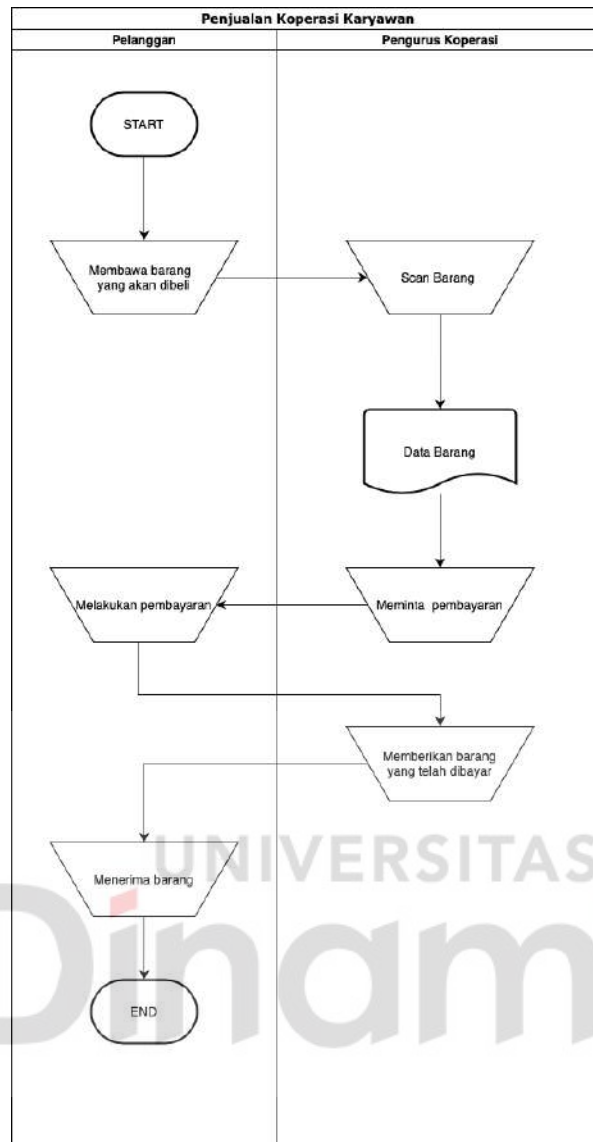 Penjualan Koperasi Karyawan
Pelanggan
Pengurus Koperasi
START
Membawa barang
yang akan dibeli
Scan Barang
Data Barang
Melakukan pembayaran
Meminta pembayaran
Memberikan barang
yang telah dibayar
UNIVERSITAS
Dinam
Menerima barang
END